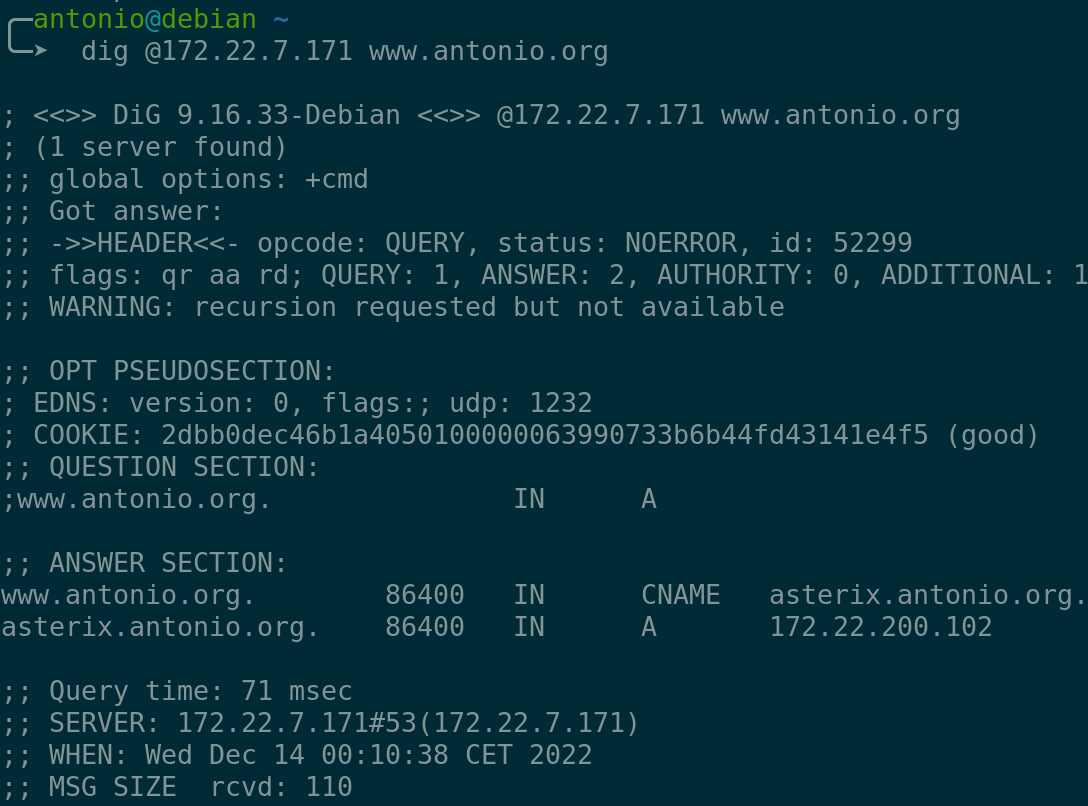 antonio@debian ~
➤  dig @172.22.7.171 www.antonio.org
; <<>> DiG 9.16.33-Debian <<>> @172.22.7.171 www.antonio.org
; (1 server found)
;; global options: +cmd
;; Got answer:
;; ->>HEADER<<- opcode: QUERY, status: NOERROR, id: 52299
;; flags: qr aa rd; QUERY: 1, ANSWER: 2, AUTHORITY: 0, ADDITIONAL: 1
;; WARNING: recursion requested but not available
;; OPT PSEUDOSECTION:
; EDNS: version: 0, flags:; udp: 1232
; COOKIE: 2dbb0dec46b1a4050100000063990733b6b44fd43141e4f5 (good)
;; QUESTION SECTION:
;www.antonio.org.               IN      A
;; ANSWER SECTION:
www.antonio.org.        86400   IN      CNAME   asterix.antonio.org.
asterix.antonio.org.    86400   IN      A       172.22.200.102
;; Query time: 71 msec
;; SERVER: 172.22.7.171#53(172.22.7.171)
;; WHEN: Wed Dec 14 00:10:38 CET 2022
;; MSG SIZE  rcvd: 110